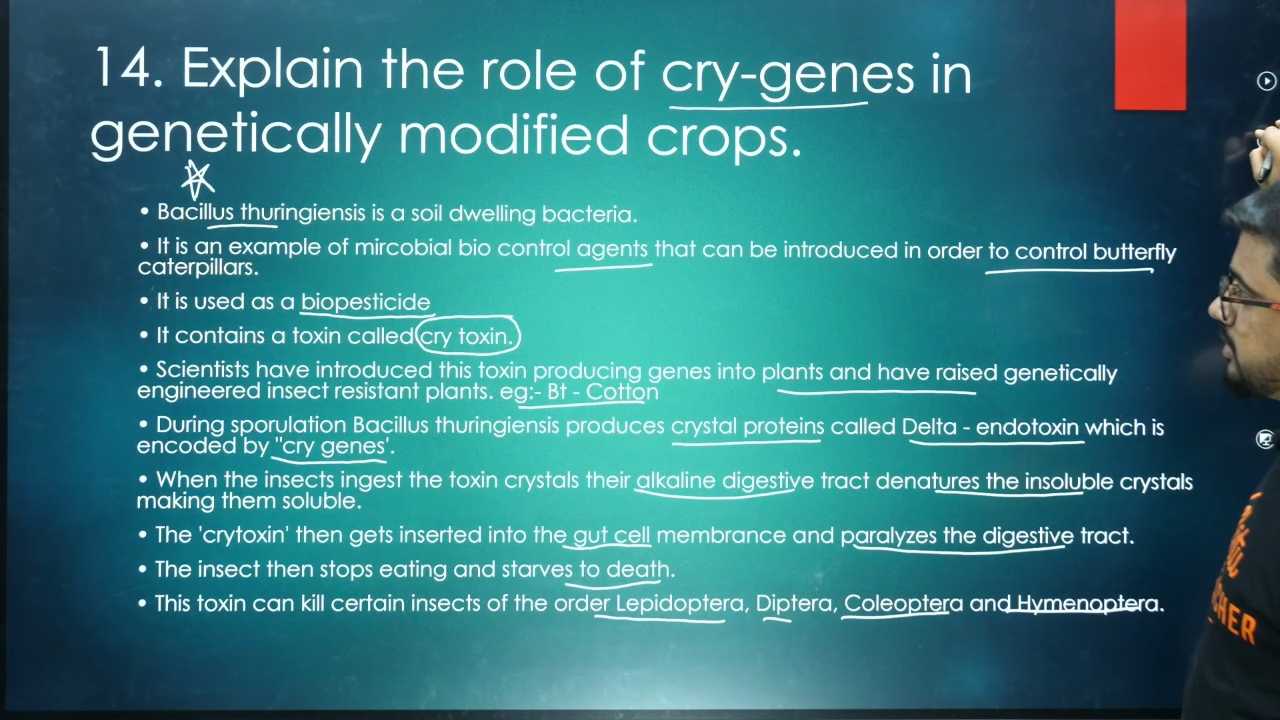 14. Explain the role of cry-genes in
genetically modified crops.
• Bacillus thuringiensis is a soil dwelling bacteria.
• It is an example of mircobial bio control agents that can be introduced in order to control butterfly
caterpillars.
• It is used as a biopesticide
• It contains a toxin called cry toxin.
• Scientists have introduced this toxin producing genes into plants and have raised genetically
engineered insect resistant plants. eg:- Bt - Cotton
• During sporulation Bacillus thuringiensis produces crystal proteins called Delta - endotoxin which is
encoded by "cry genes'.
• When the insects ingest the toxin crystals their alkaline digestive tract denatures the insoluble crystals
making them soluble.
• The 'crytoxin' then gets inserted into the gut cell membrance and paralyzes the digestive tract.
• The insect then stops eating and starves to death.
• This toxin can kill certain insects of the order Lepidoptera, Diptera, Coleoptera and Hymenoptera.
CHER